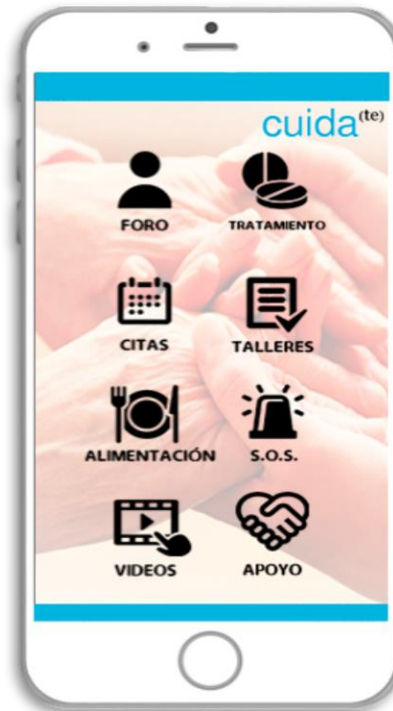 cuida(te)
FORO
TRATAMIENTO
CITAS
TALLERES
ALIMENTACIÓN
S.O.S.
VIDEOS
APOYO